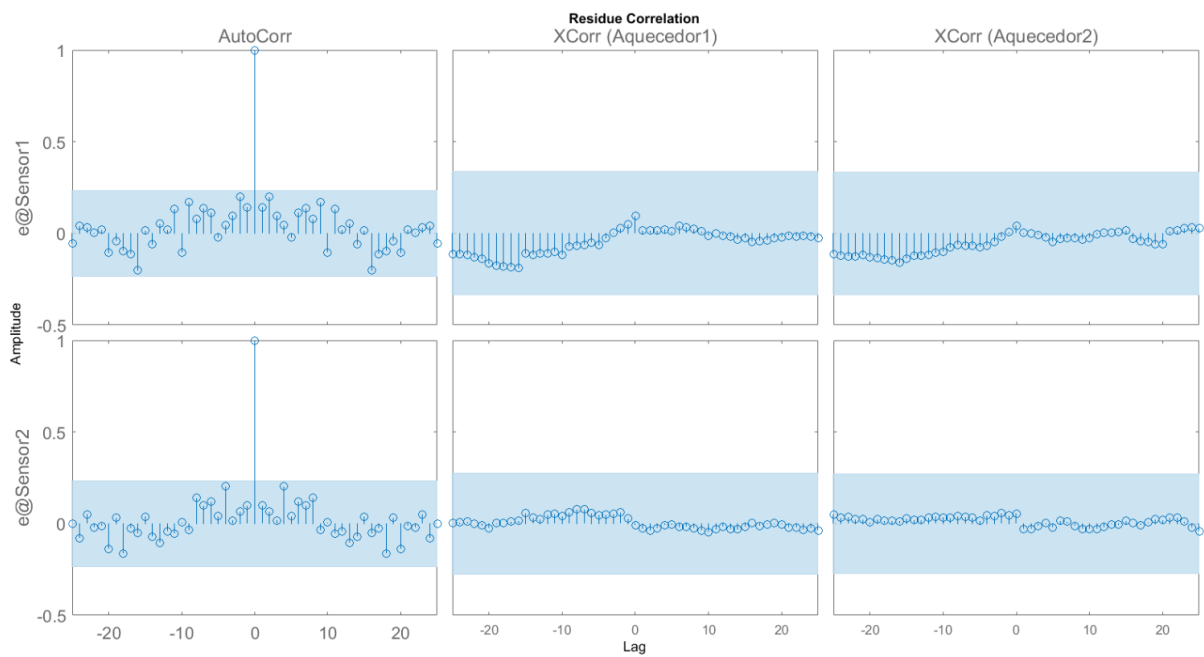 Residue Correlation
AutoCorr
XCorr (Aquecedor1)
XCorr (Aquecedor2)
Amplitude
e@Sensor1
1
0.5
0
-0.5
e@Sensor2
1
0.5
0
-0.5
-20 -10 0 10 20
-20 -10 0 10 20
-20 -10 0 10 20
Lag